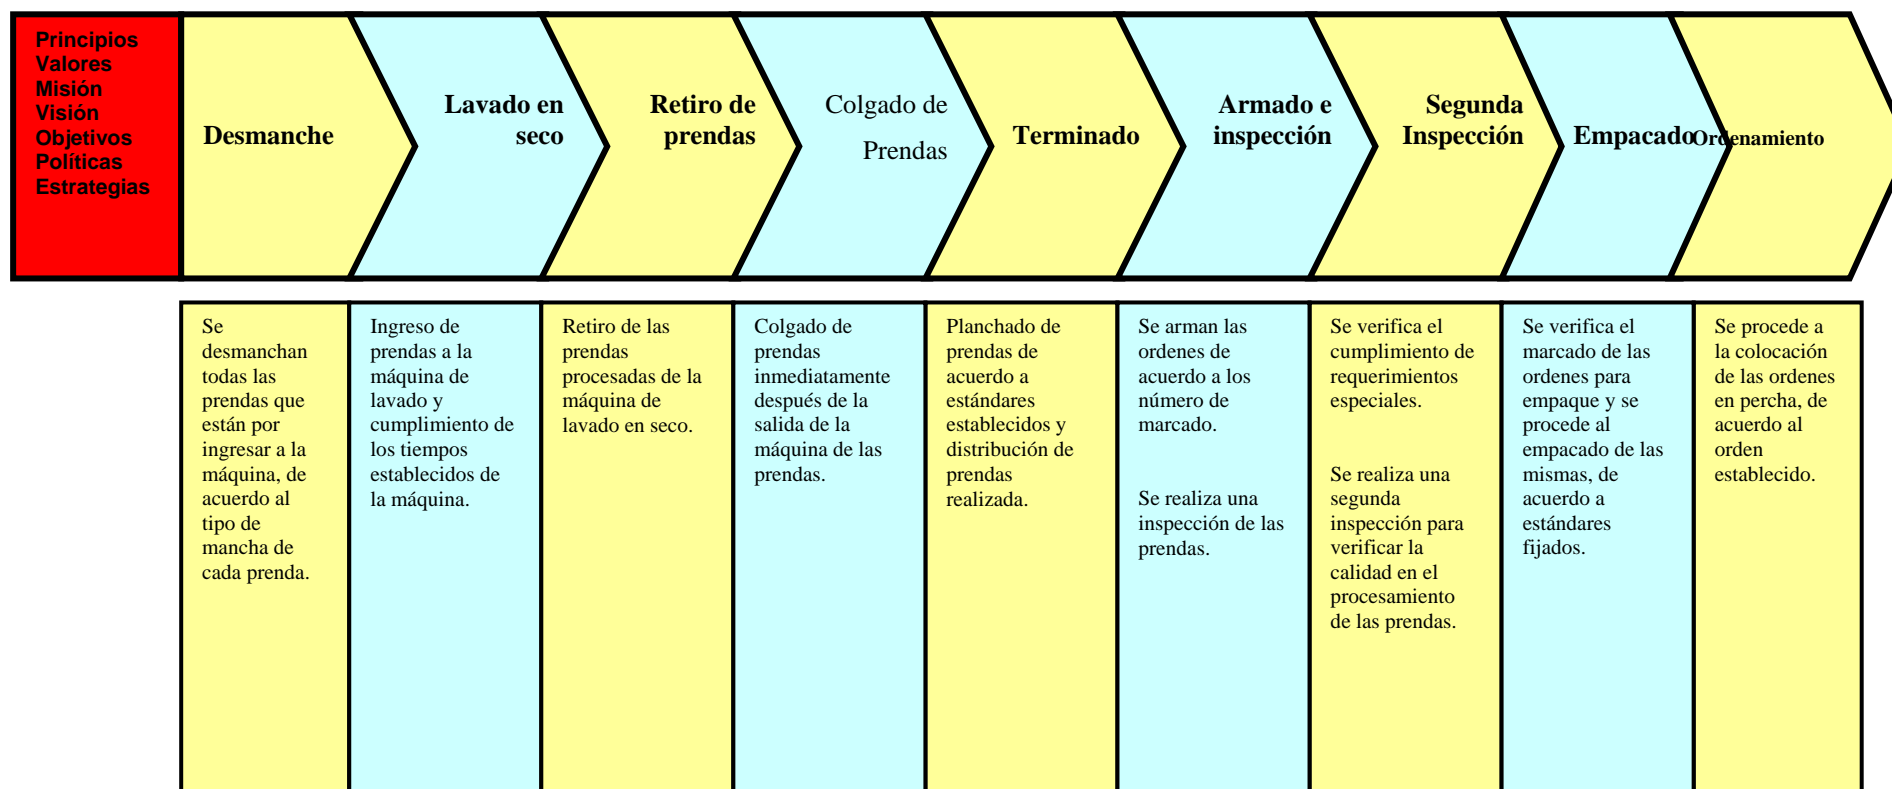 Principios
Valores
Misión
Visión
Objetivos
Políticas
Estrategias
Desmanche
Lavado en
seco
Retiro de
prendas
Colgado de
Prendas
Terminado
Armado e
inspección
Segunda
Inspección
Empacado
Ordenamiento
Se
desmanchan
todas las
prendas que
están por
ingresar a la
máquina, de
acuerdo al
tipo de
mancha de
cada prenda.
Ingreso de
prendas a la
máquina de
lavado y
cumplimiento de
los tiempos
establecidos de
la máquina.
Retiro de las
prendas
procesadas de la
máquina de
lavado en seco.
Colgado de
prendas
inmediatamente
después de la
salida de la
máquina de las
prendas.
Planchado de
prendas de
acuerdo a
estándares
establecidos y
distribución de
prendas
realizada.
Se arman las
ordenes de
acuerdo a los
número de
marcado.
Se realiza una
inspección de las
prendas.
Se verifica el
cumplimiento de
requerimientos
especiales.
Se realiza una
segunda
inspección para
verificar la
calidad en el
procesamiento
de las prendas.
Se verifica el
marcado de las
ordenes para
empaque y se
procede al
empacado de las
mismas, de
acuerdo a
estándares
fijados.
Se procede a
la colocación
de las ordenes
en percha, de
acuerdo al
orden
establecido.